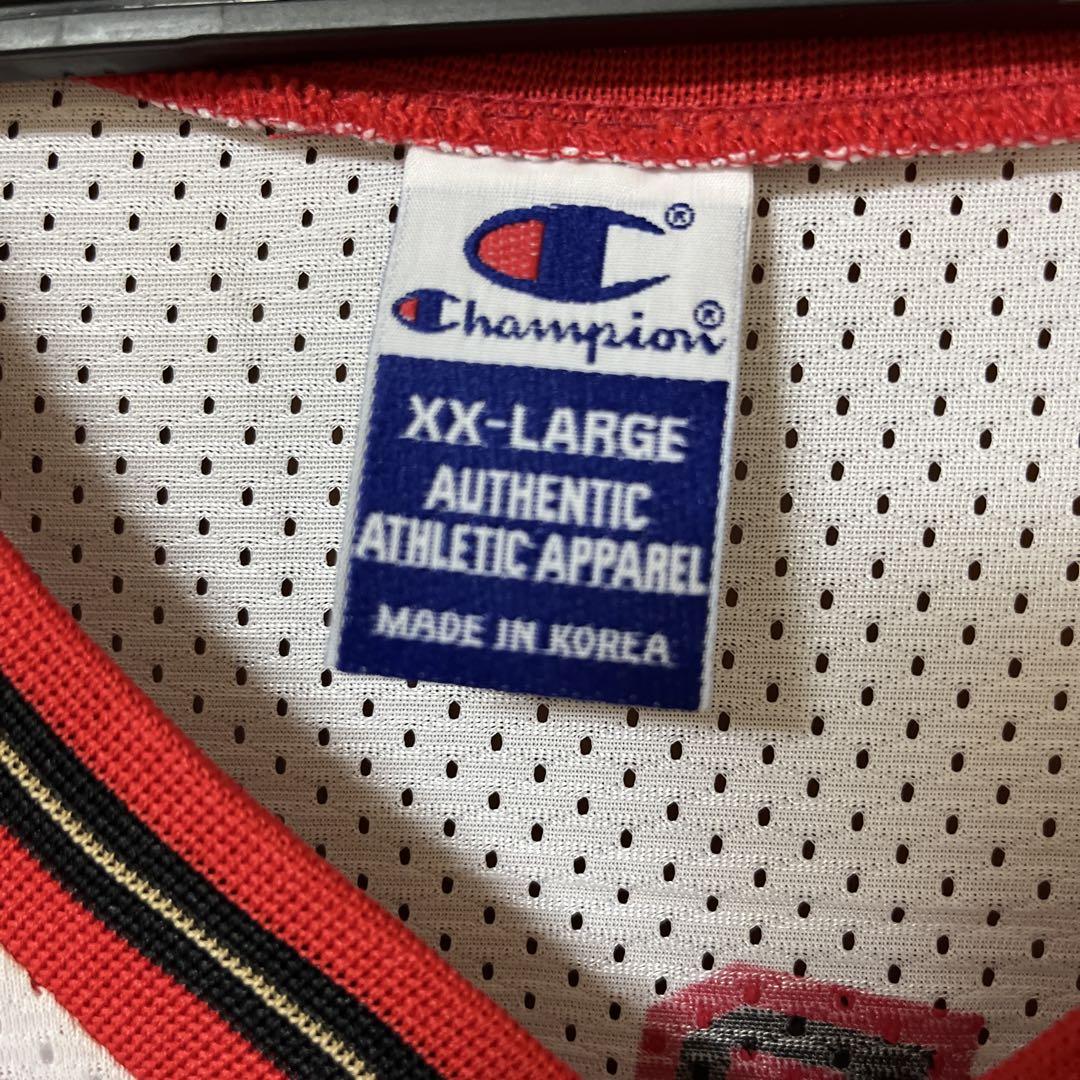 ®
Champion®
XX-LARGE
AUTHENTIC
ATHLETIC APPAREL
MADE IN KOREA